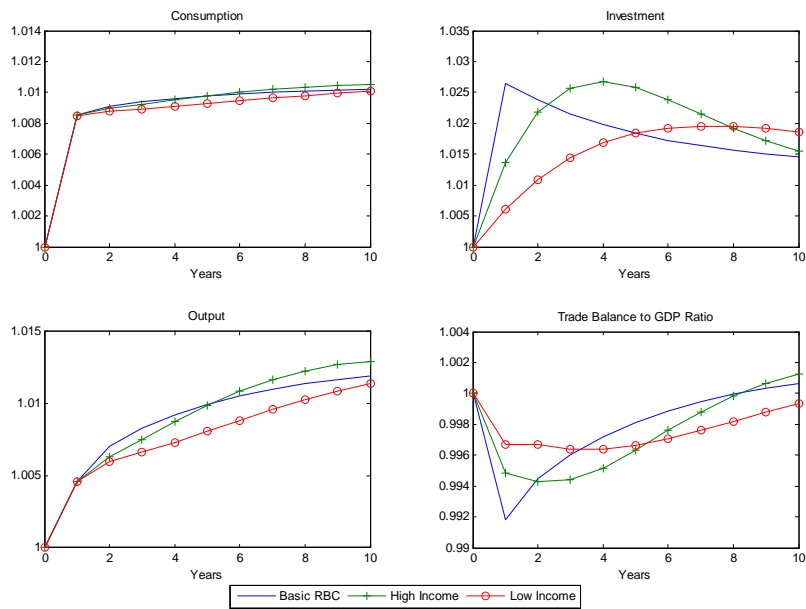 Consumption
1.014
1.012
1.01
1.008
1.006
1.004
1.002
1
0 2 4 6 8 10
Years
Investment
1.035
1.03
1.025
1.02
1.015
1.01
1.005
1
0 2 4 6 8 10
Years
Output
1.015
1.01
1.005
1
0 2 4 6 8 10
Years
Trade Balance to GDP Ratio
1.004
1.002
1
0.998
0.996
0.994
0.992
0.99
0 2 4 6 8 10
Years
Basic RBC High Income Low Income